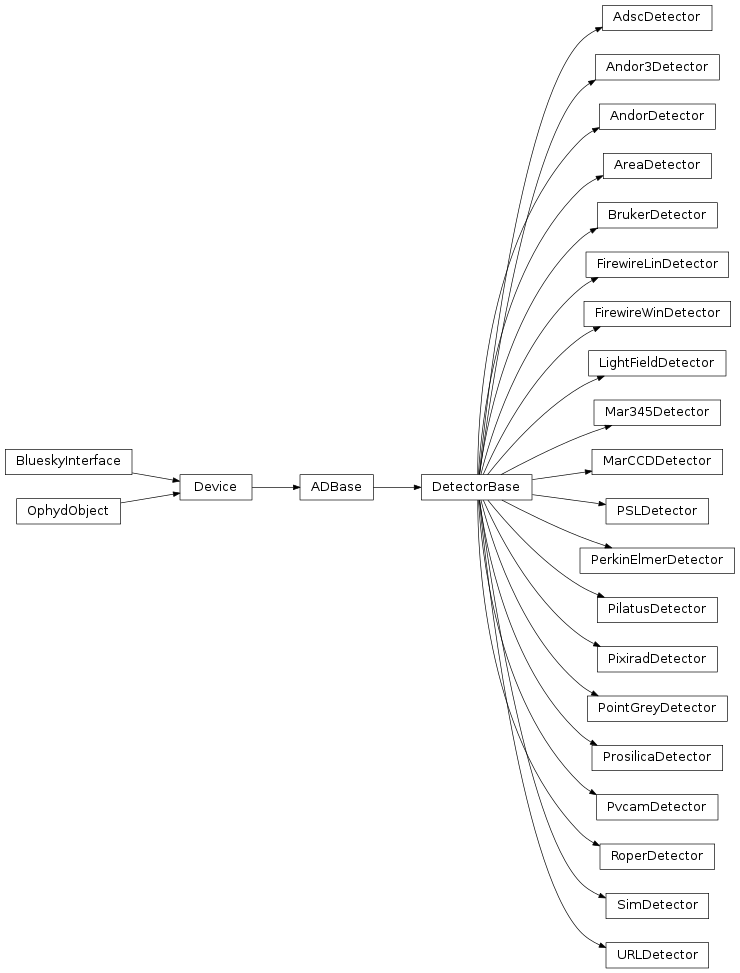 BlueskyInterface
OphydObject
Device
ADBase
DetectorBase
AdscDetector
Andor3Detector
AndorDetector
AreaDetector
BrukerDetector
FirewireLinDetector
FirewireWinDetector
LightFieldDetector
Mar345Detector
MarCCDDetector
PSLDetector
PerkinElmerDetector
PilatusDetector
PixiradDetector
PointGreyDetector
ProsilicaDetector
PvcamDetector
RoperDetector
SimDetector
URLDetector